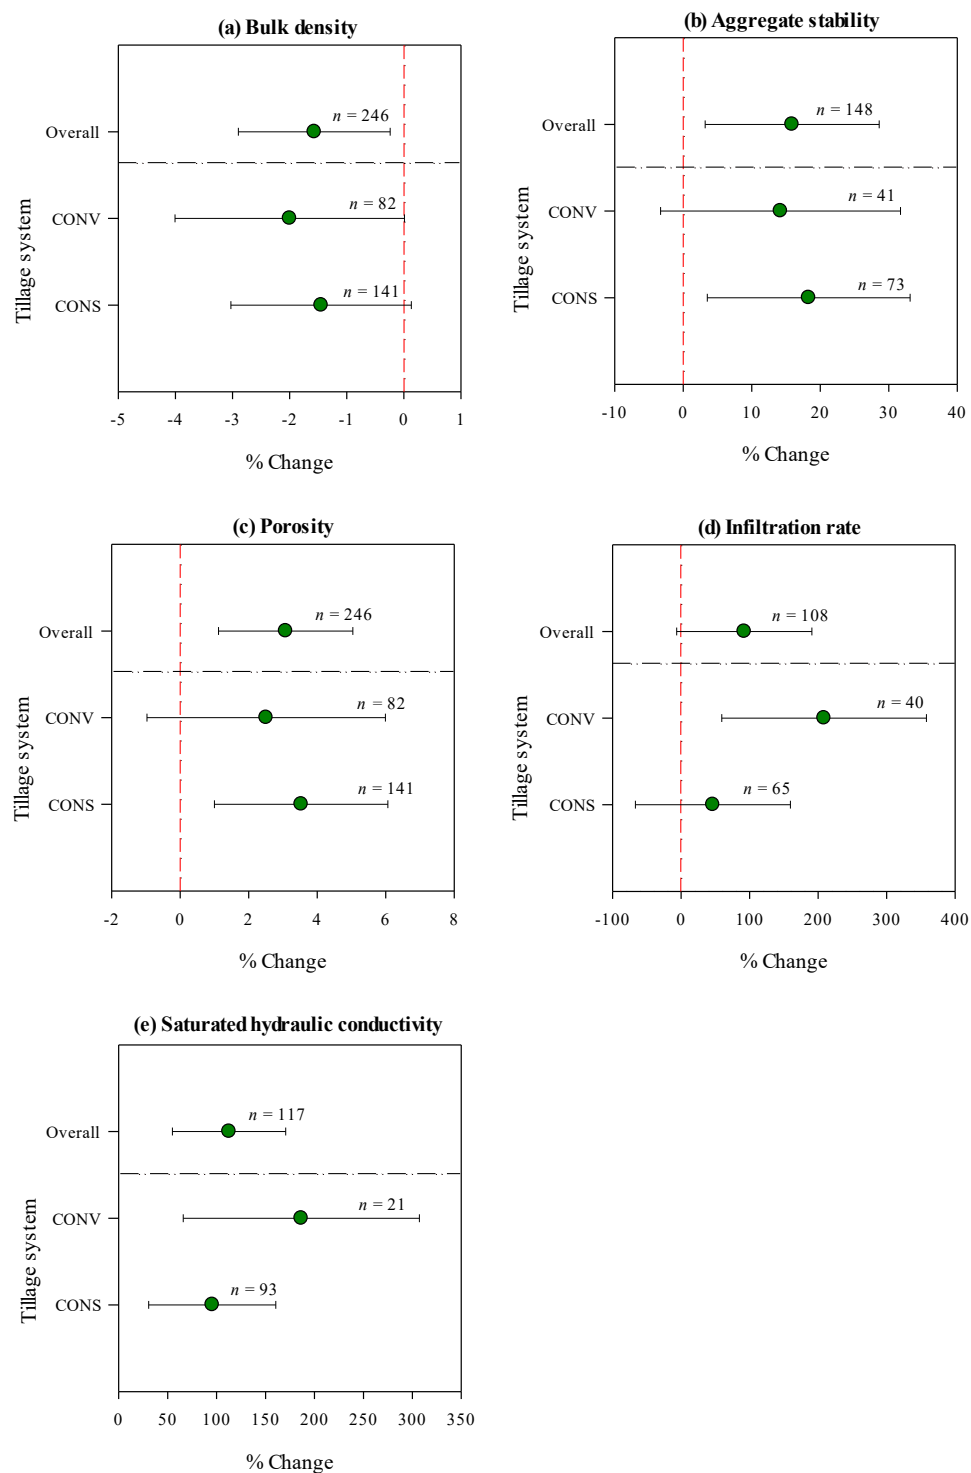 (a) Bulk density
n = 246
Overall
n = 82
CONV
n = 141
CONS
Tillage system
-5 -4 -3 -2 -1 0 1
% Change
(b) Aggregate stability
n = 148
Overall
n = 41
CONV
n = 73
CONS
Tillage system
-10 0 10 20 30 40
% Change
(c) Porosity
n = 246
Overall
n = 82
CONV
n = 141
CONS
Tillage system
-2 0 2 4 6 8
% Change
(d) Infiltration rate
n = 108
Overall
n = 40
CONV
n = 65
CONS
Tillage system
-100 0 100 200 300 400
% Change
(e) Saturated hydraulic conductivity
n = 117
Overall
n = 21
CONV
n = 93
CONS
Tillage system
0 50 100 150 200 250 300 350
% Change